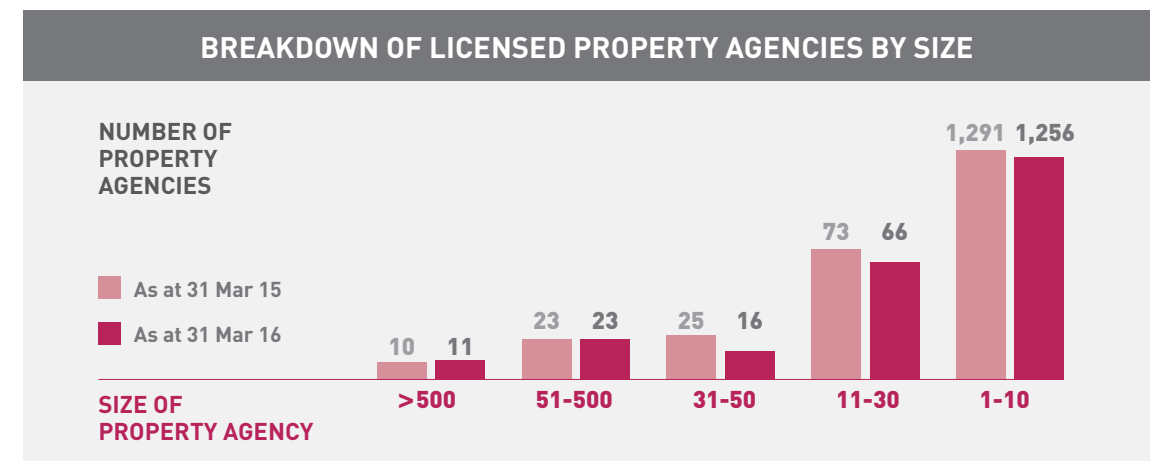 BREAKDOWN OF LICENSED PROPERTY AGENCIES BY SIZE
NUMBER OF
PROPERTY
AGENCIES
As at 31 Mar 15
As at 31 Mar 16
10 11
23 23
25 16
73 66
1,291 1,256
>500 51-500 31-50 11-30 1-10
SIZE OF
PROPERTY AGENCY